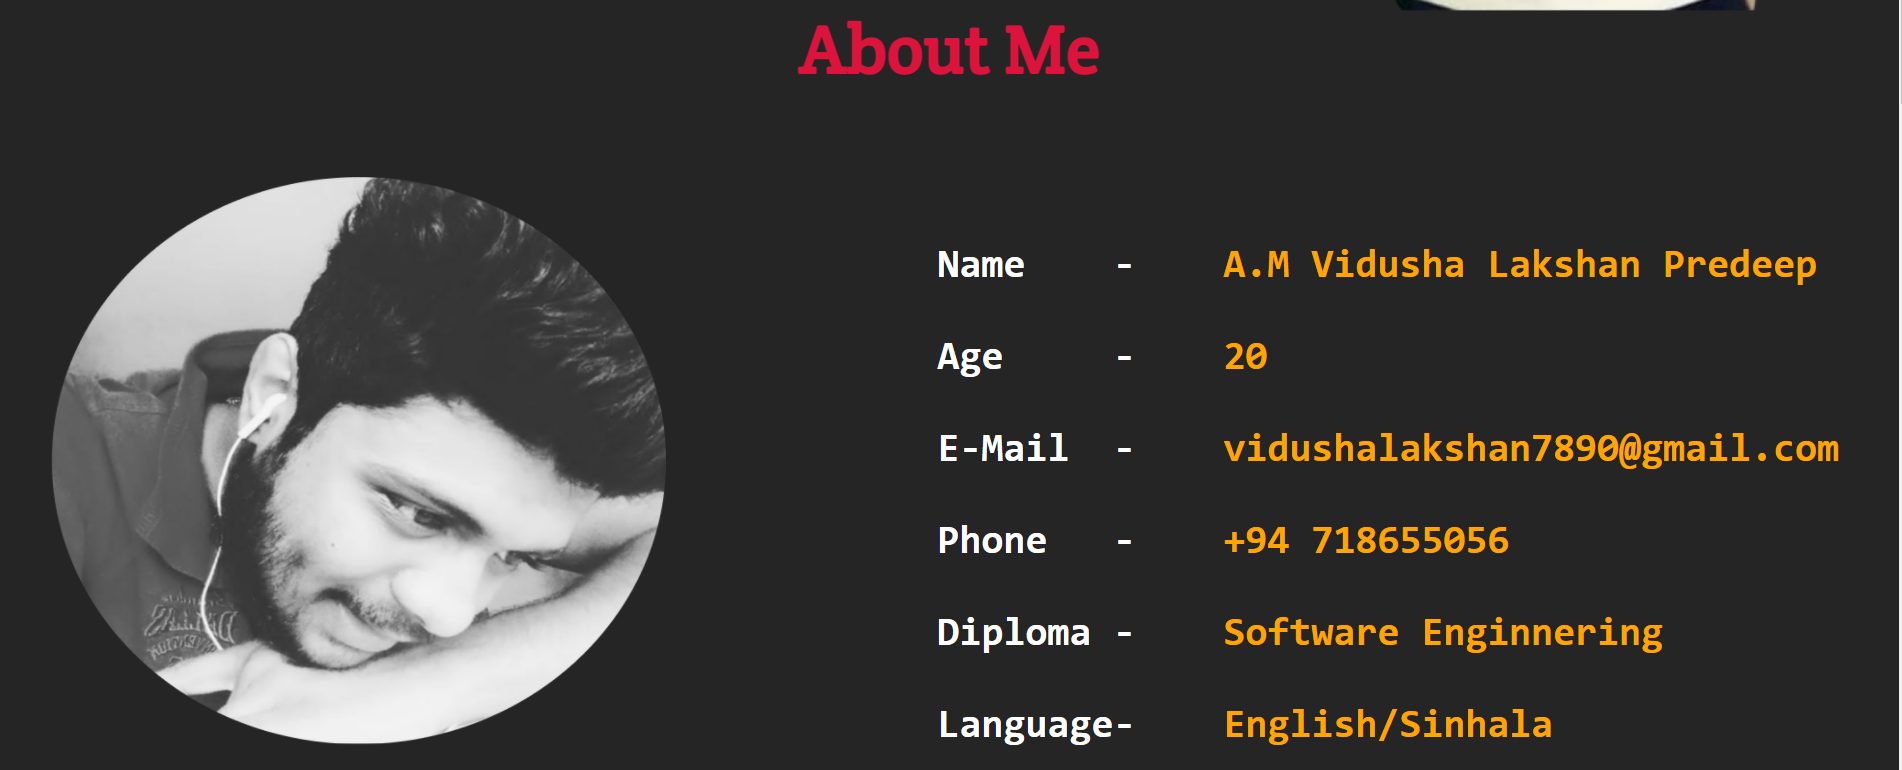 About Me
Name - A.M Vidusha Lakshan Predeep
Age - 20
E-Mail - vidushalakshan7890@gmail.com
Phone - +94 718655056
Diploma - Software Enginnering
Language- English/Sinhala